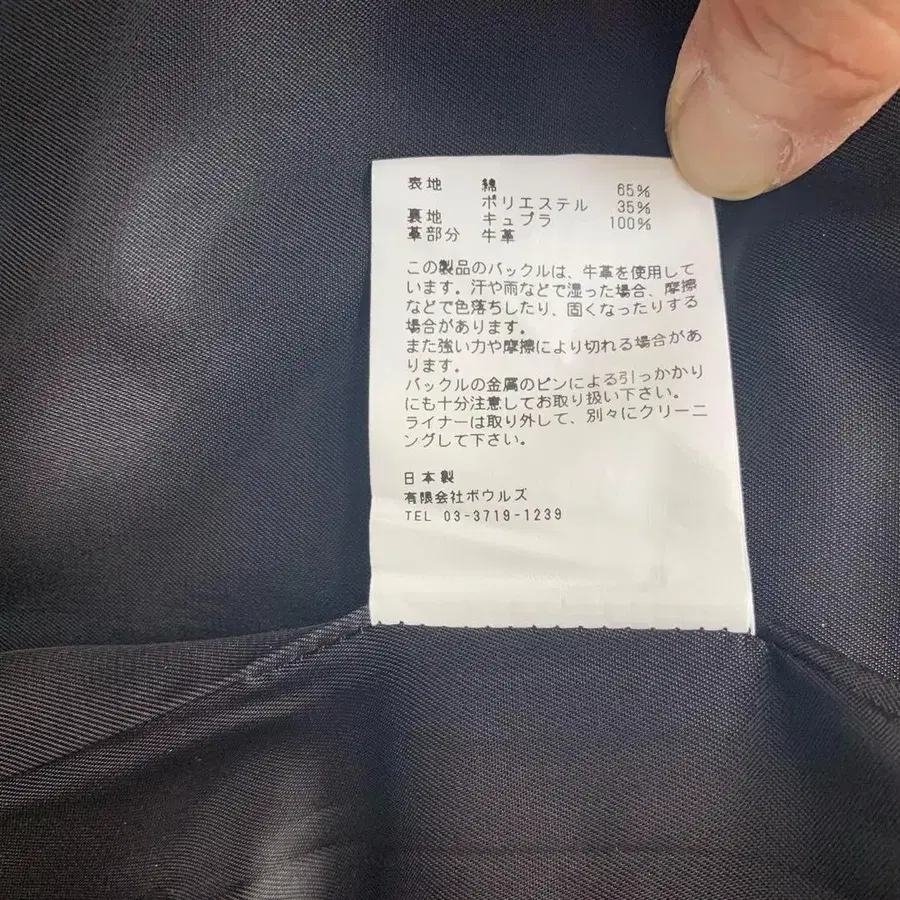 表地 綿 65%
ポリエステル 35%
裏地 キュプラ 100%
革部分 牛革
この製品のバックルは、牛革を使用して
います。汗や雨などで湿った場合、摩擦
などで色落ちしたり、固くなったりする
場合があります。
また強い力や摩擦により切れる場合があ
ります。
バックルの金属のピンによる引っかかり
にも十分注意してお取り扱い下さい。
ライナーは取り外して、別々にクリーニ
ングして下さい。
日本製
有限会社ボウルズ
TEL 03-3719-1239